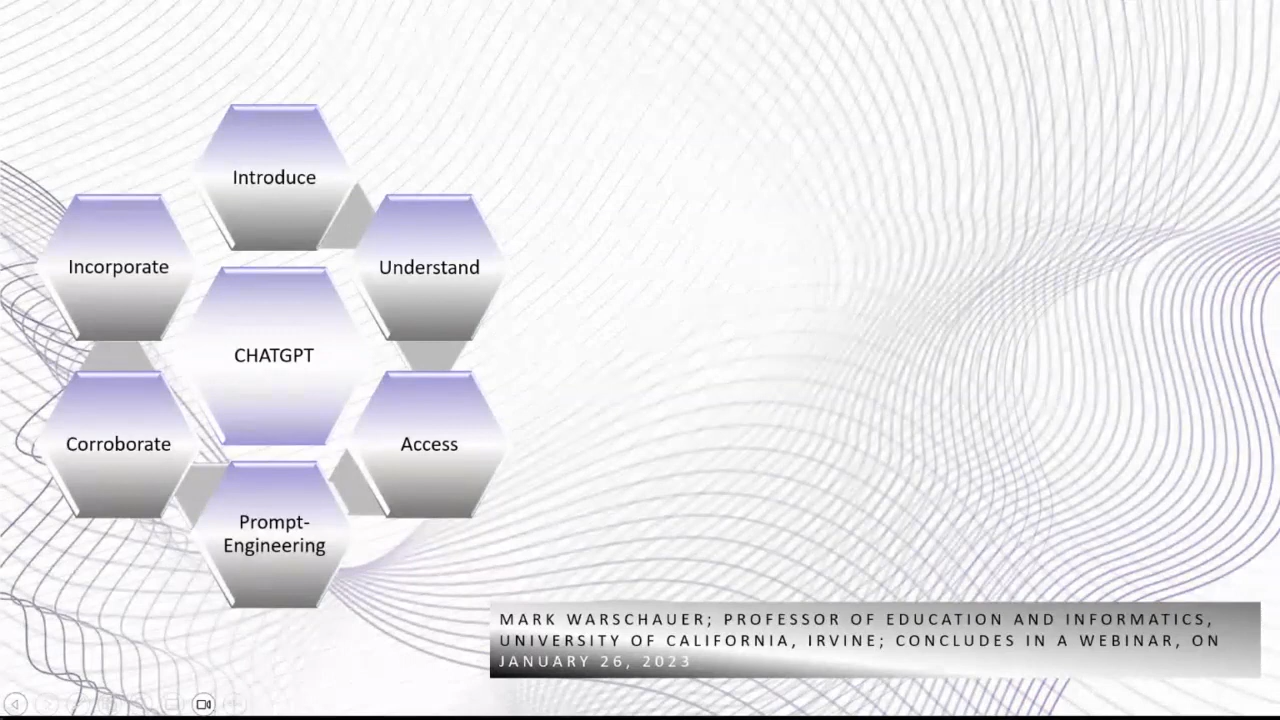 Introduce
Incorporate
Understand
CHATGPT
Corroborate
Access
Prompt-
Engineering
MARK WARSCHAUER; PROFESSOR OF EDUCATION AND INFORMATICS,
UNIVERSITY OF CALIFORNIA, IRVINE; CONCLUDES IN A WEBINAR, ON
JANUARY 26, 2023